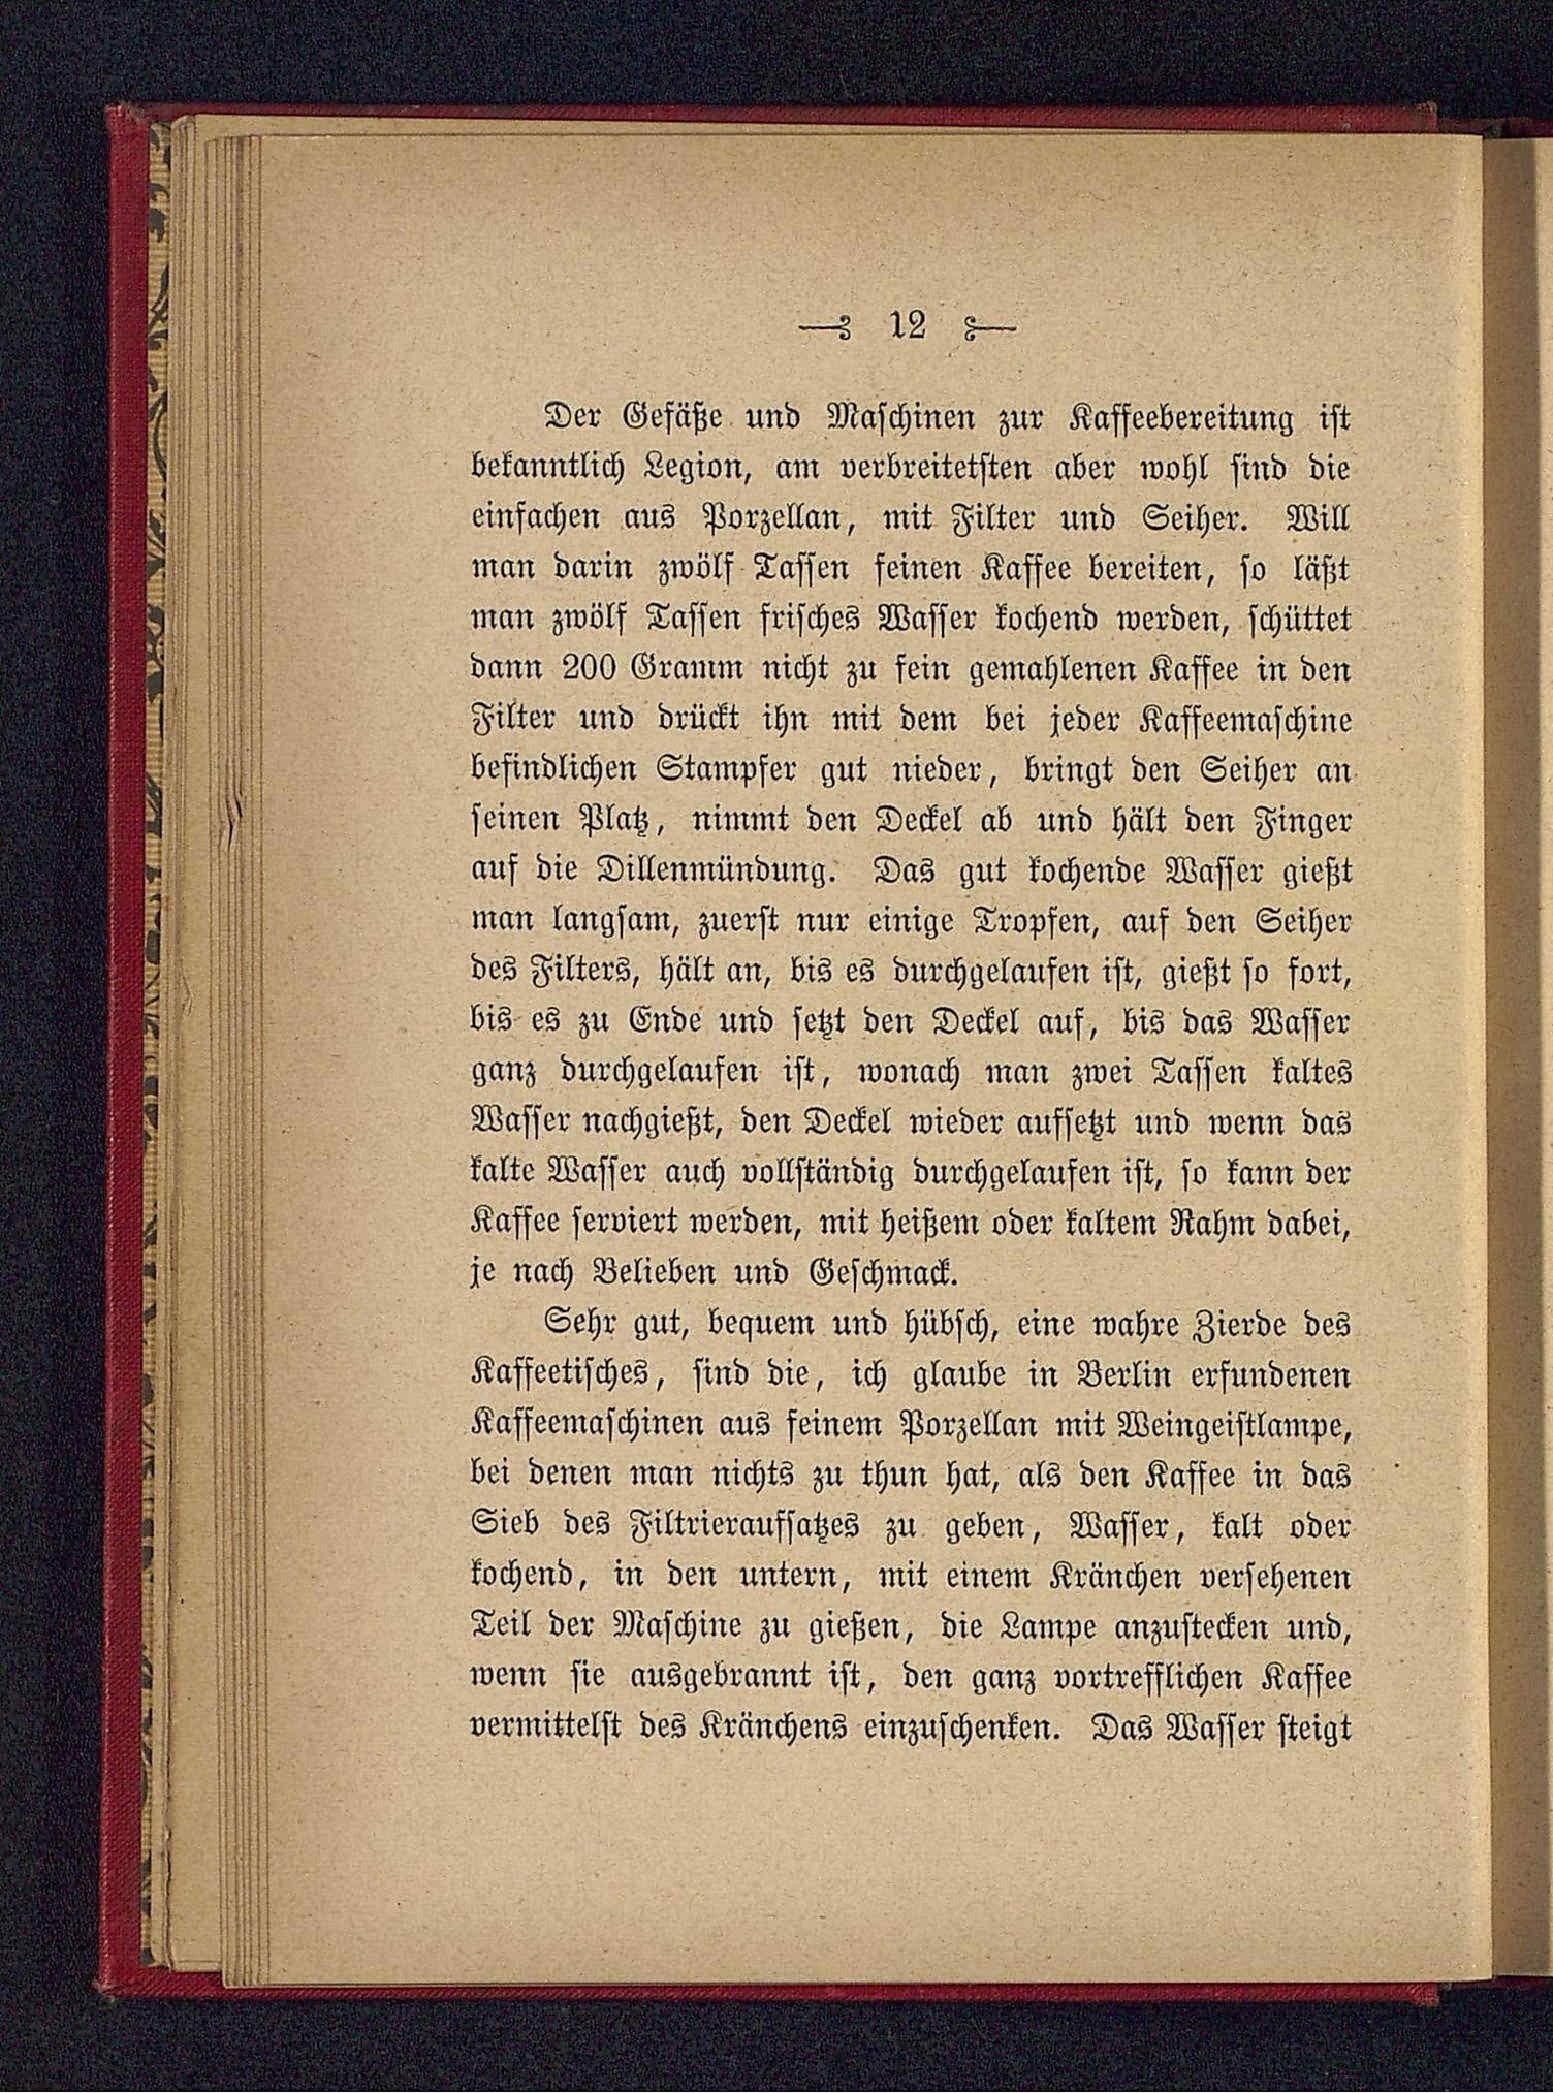 12
Der Gefäße und Maschinen zur Kaffeebereitung ist
bekanntlich Legion, am verbreitetsten aber wohl sind die
einfachen aus Porzellan, mit Filter und Seiher. Will
man darin zwölf Tassen feinen Kaffee bereiten, so läßt
man zwölf Tassen frisches Wasser kochend werden, schüttet
dann 200 Gramm nicht zu fein gemahlenen Kaffee in den
Filter und drückt ihn mit dem bei jeder Kaffeemaschine
befindlichen Stampfer gut nieder, bringt den Seiher an
seinen Platz, nimmt den Deckel ab und hält den Finger
auf die Dillenmündung. Das gut kochende Wasser gießt
man langsam, zuerst nur einige Tropfen, auf den Seiher
des Filters, hält an, bis es durchgelaufen ist, gießt so fort,
bis es zu Ende und setzt den Deckel auf, bis das Wasser
ganz durchgelaufen ist, wonach man zwei Tassen kaltes
Wasser nachgießt, den Deckel wieder aufsetzt und wenn das
kalte Wasser auch vollständig durchgelaufen ist, so kann der
Kaffee serviert werden, mit heißem oder kaltem Rahm dabei,
je nach Belieben und Geschmack.
Sehr gut, bequem und hübsch, eine wahre Zierde des
Kaffeetisches, sind die, ich glaube in Berlin erfundenen
Kaffeemaschinen aus feinem Porzellan mit Weingeistlampe,
bei denen man nichts zu thun hat, als den Kaffee in das
Sieb des Filtrieraufsatzes zu geben, Wasser, kalt oder
kochend, in den untern, mit einem Kränchen versehenen
Teil der Maschine zu gießen, die Lampe anzustecken und,
wenn sie ausgebrannt ist, den ganz vortrefflichen Kaffee
vermittelst des Kränchens einzuschenken. Das Wasser steigt